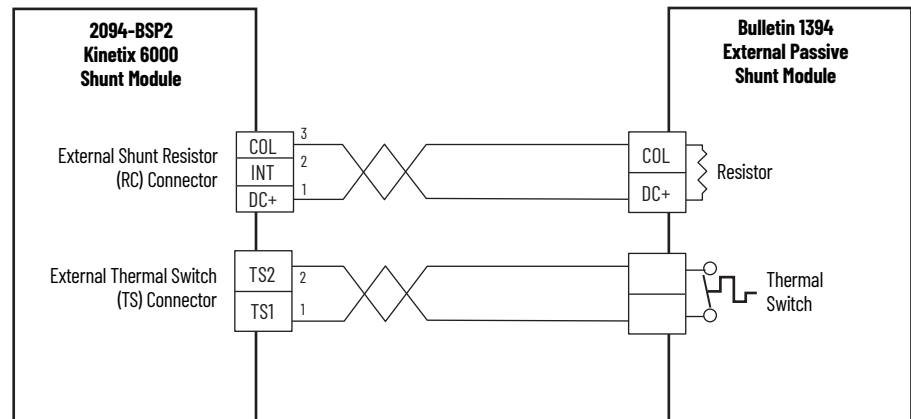 2094-BSP2
Kinetix 6000
Shunt Module
Bulletin 1394
External Passive
Shunt Module
External Shunt Resistor
(RC) Connector
COL
INT
DC+
3
2
1
COL
DC+
Resistor
External Thermal Switch
(TS) Connector
TS2
TS1
2
1
Thermal
Switch